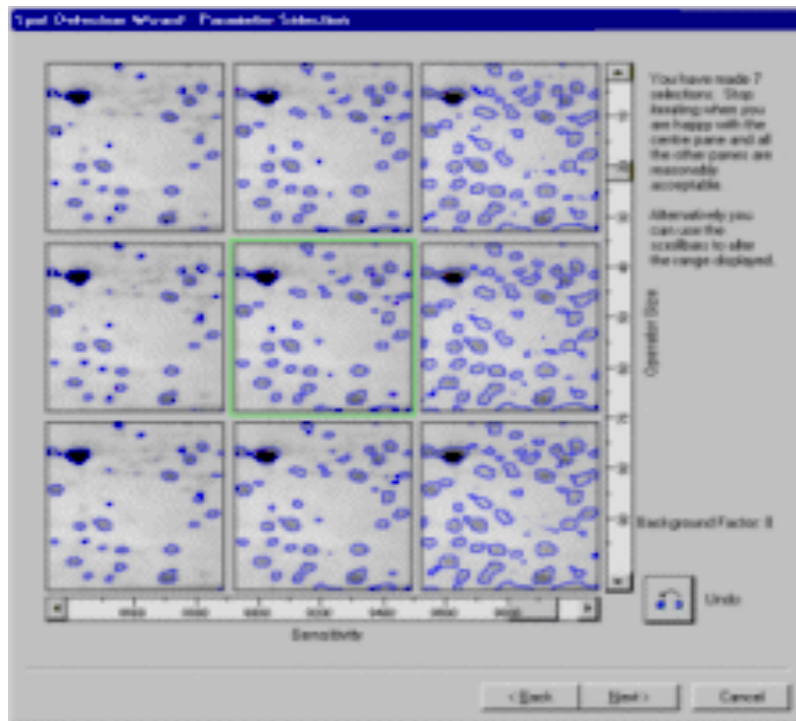 Spot Detection Wizard - Parameter Selection
You have made 7
selections. Stop
iterating when you
are happy with the
centre pane and all
the other panes are
reasonably
acceptable.
Alternatively you
can use the
scrollbars to alter
the range displayed.
Operator Size
Background Factor: 8
Undo
Sensitivity
< Back
Next >
Cancel